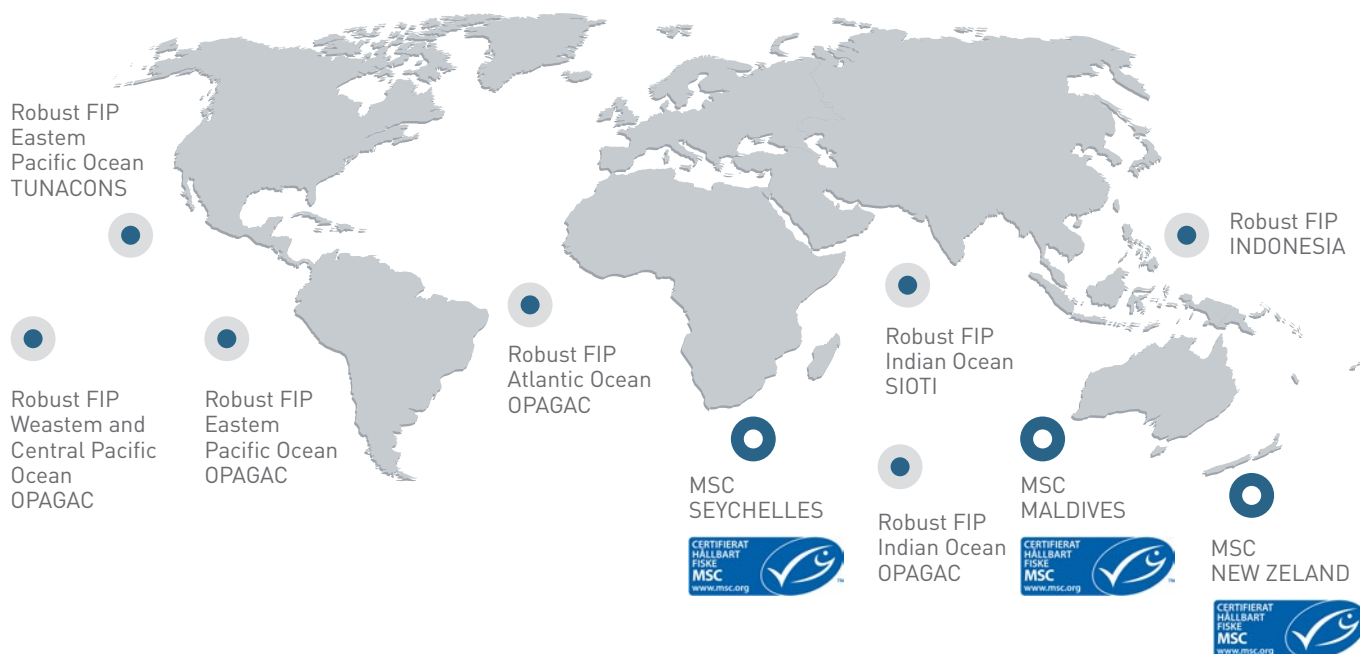 Robust FIP
Eastem
Pacific Ocean
TUNACONS
Robust FIP
INDONESIA
Robust FIP
Weastem and
Central Pacific
Ocean
OPAGAC
Robust FIP
Eastem
Pacific Ocean
OPAGAC
Robust FIP
Atlantic Ocean
OPAGAC
Robust FIP
Indian Ocean
SIOTI
MSC
SEYCHELLES
CERTIFIERAT
HÅLLBART
FISKE
MSC
www.msc.org
TM
Robust FIP
Indian Ocean
OPAGAC
MSC
MALDIVES
CERTIFIERAT
HÅLLBART
FISKE
MSC
www.msc.org
TM
MSC
NEW ZELAND
CERTIFIERAT
HÅLLBART
FISKE
MSC
www.msc.org